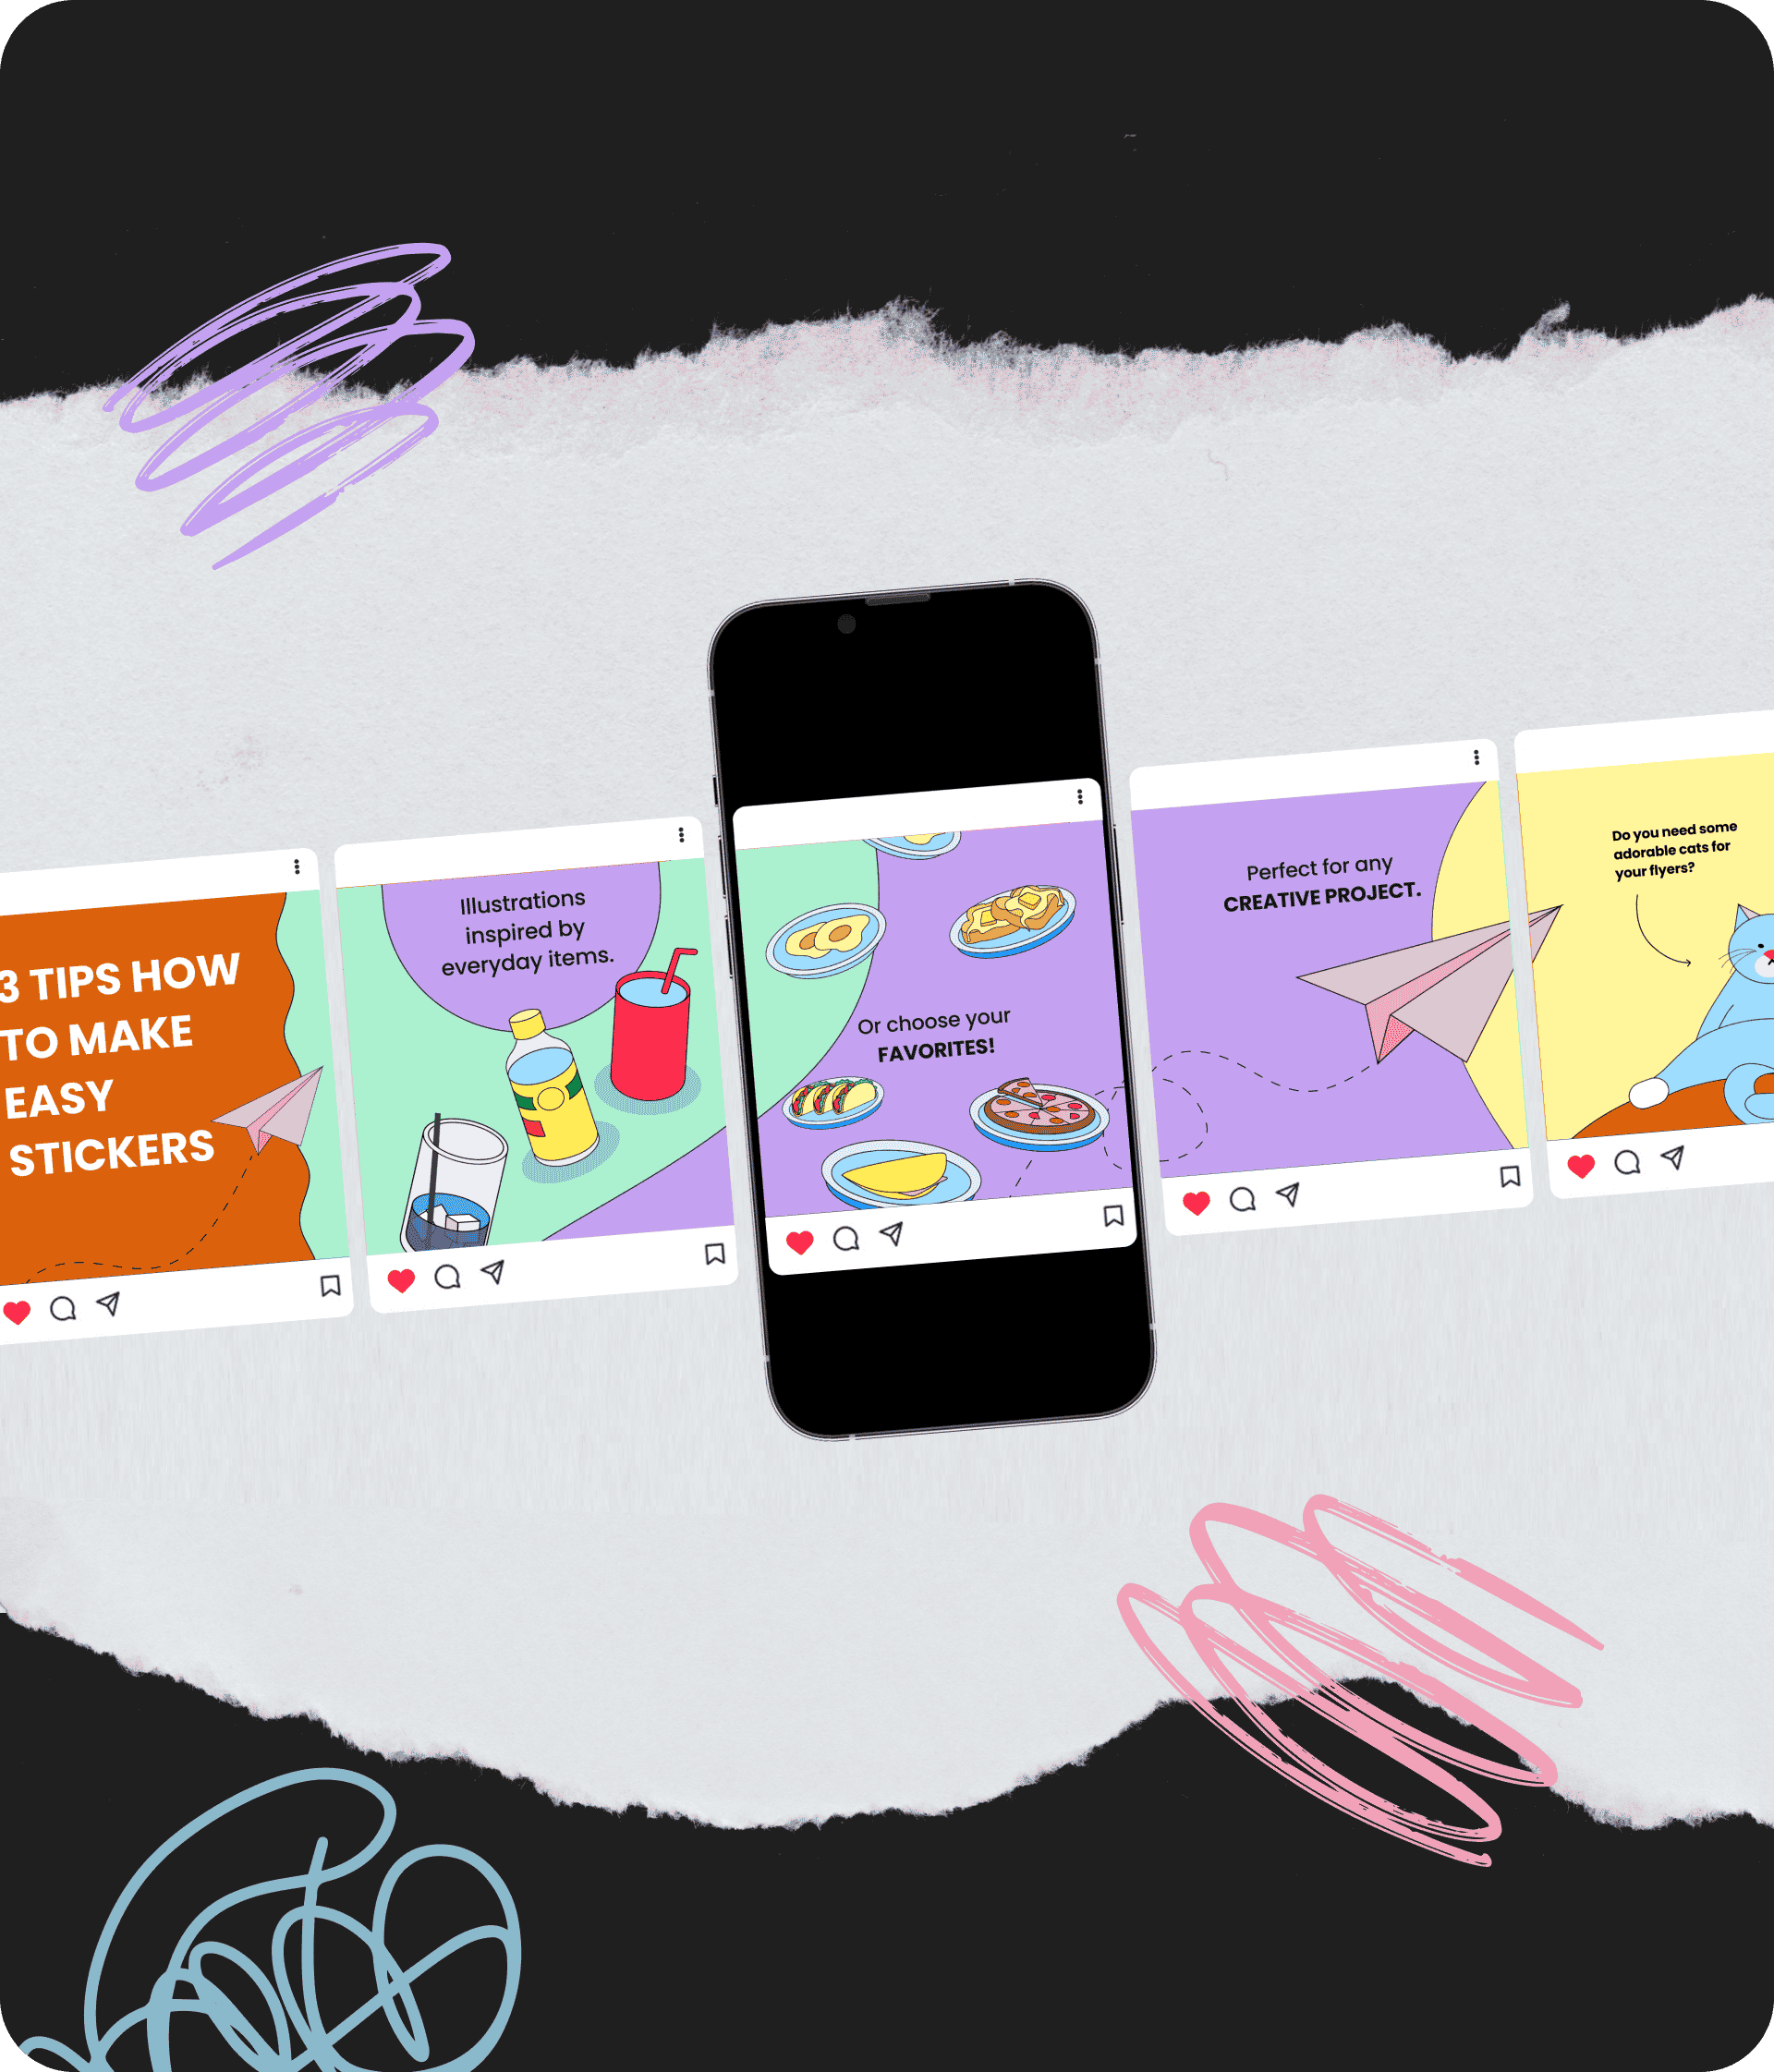 3 TIPS HOW
TO MAKE
EASY
STICKERS
Illustrations
inspired by
everyday items.
Or choose your
FAVORITES!
Perfect for any
CREATIVE PROJECT.
Do you need some
adorable cats for
your flyers?